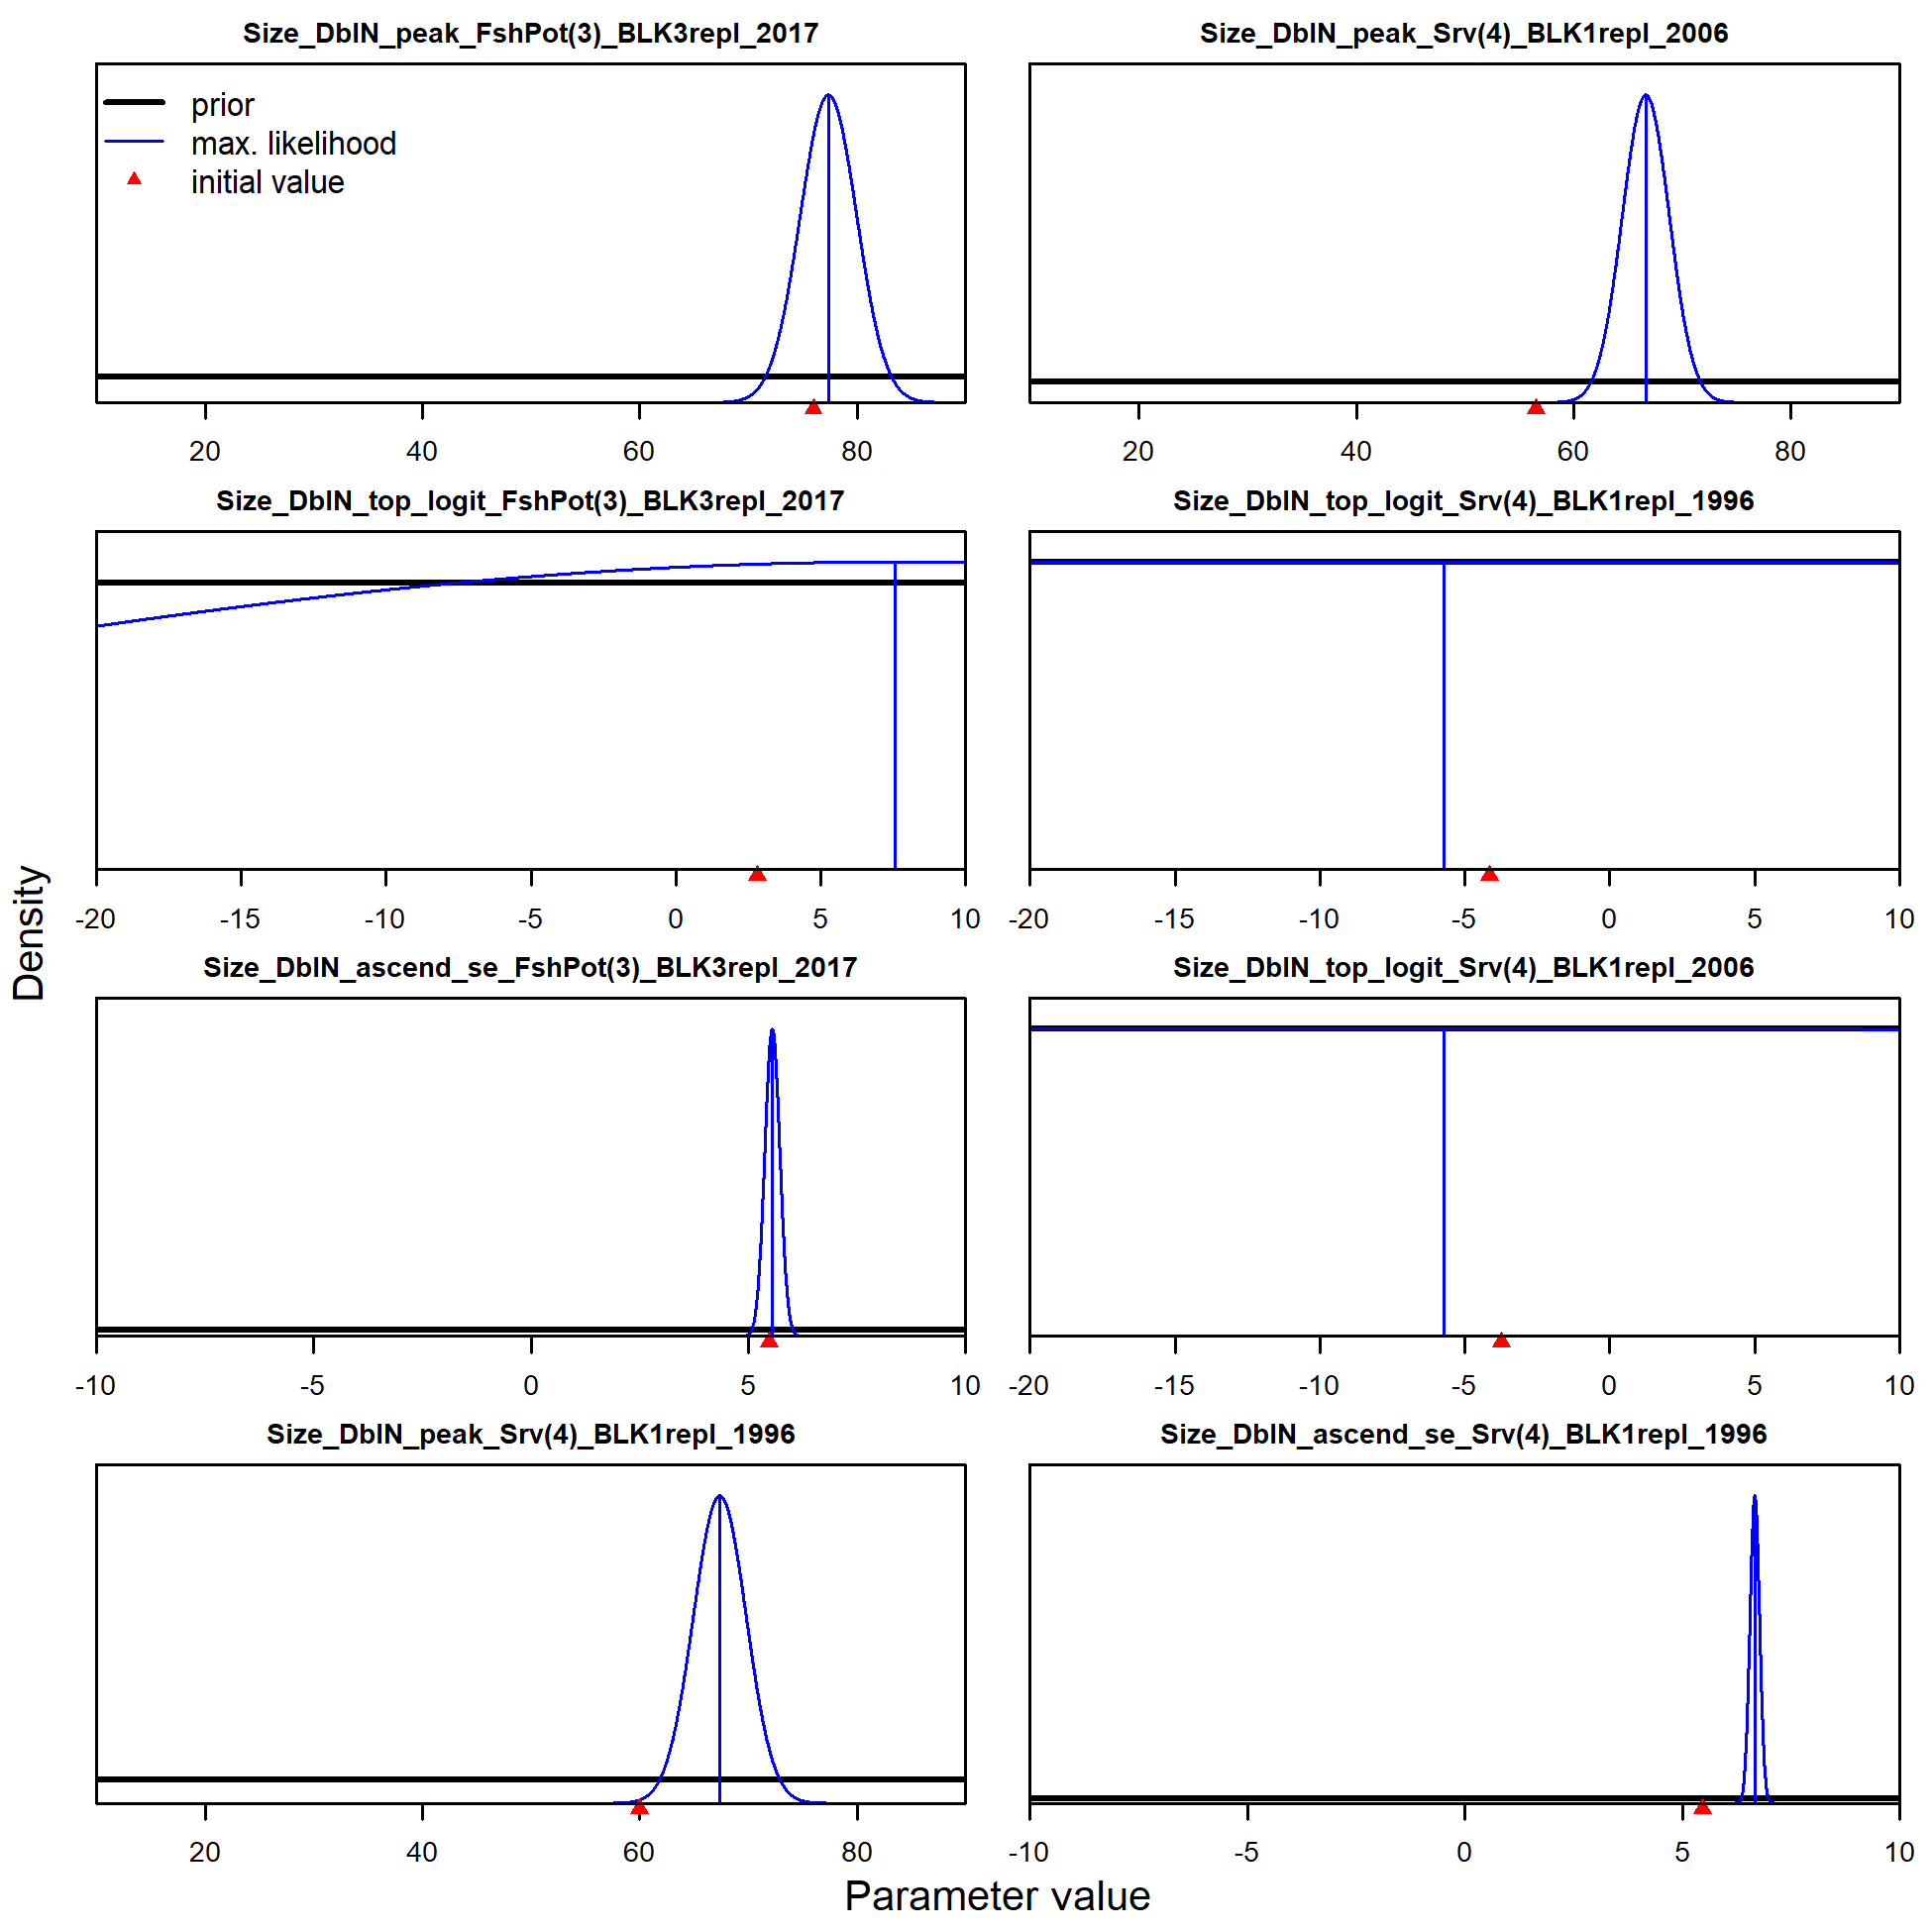 Size_DblN_peak_FshPot(3)_BLK3repl_2017
prior
max. likelihood
initial value
20 40 60 80
Size_DblN_peak_Srv(4)_BLK1repl_2006
20 40 60 80
Size_DblN_top_logit_FshPot(3)_BLK3repl_2017
-20 -15 -10 -5 0 5 10
Size_DblN_top_logit_Srv(4)_BLK1repl_1996
-20 -15 -10 -5 0 5 10
Size_DblN_ascend_se_FshPot(3)_BLK3repl_2017
-10 -5 0 5 10
Size_DblN_top_logit_Srv(4)_BLK1repl_2006
-20 -15 -10 -5 0 5 10
Size_DblN_peak_Srv(4)_BLK1repl_1996
20 40 60 80
Size_DblN_ascend_se_Srv(4)_BLK1repl_1996
-10 -5 0 5 10
Density
Parameter value